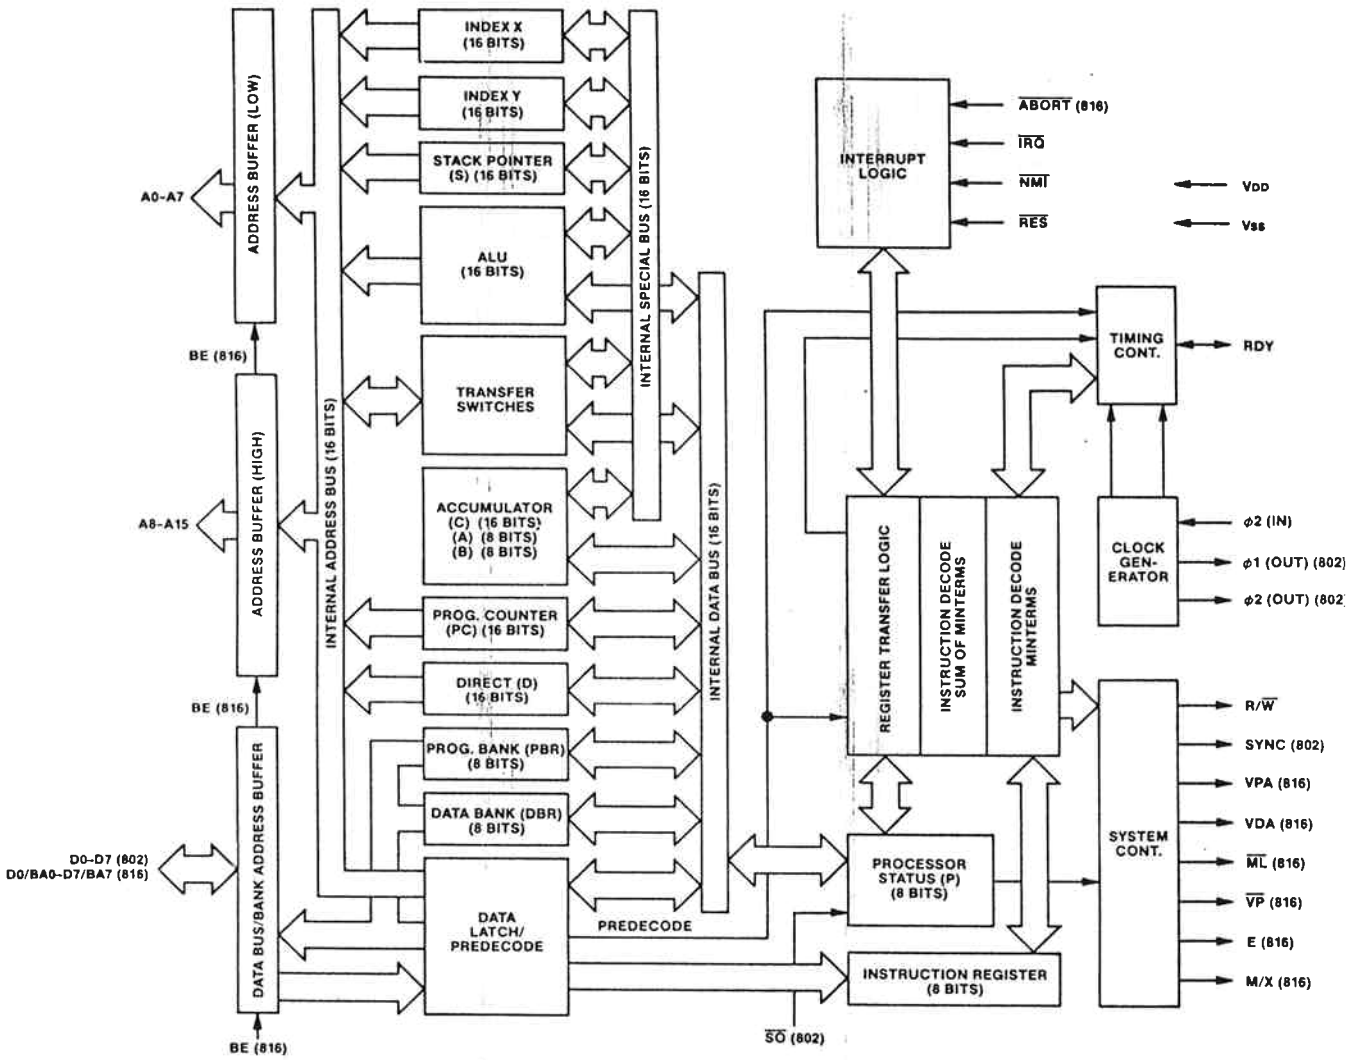 INDEX X
(16 BITS)
INDEX Y
(16 BITS)
STACK POINTER
(S) (16 BITS)
ALU
(16 BITS)
TRANSFER
SWITCHES
ACCUMULATOR
(C) (16 BITS)
(A) (8 BITS)
(B) (8 BITS)
PROG. COUNTER
(PC) (16 BITS)
DIRECT (D)
(16 BITS)
PROG. BANK (PBR)
(8 BITS)
DATA BANK (DBR)
(8 BITS)
DATA
LATCH/
PREDECODE
PREDECODE
ADDRESS BUFFER (LOW)
A0-A7
BE (816)
ADDRESS BUFFER (HIGH)
A8-A15
BE (816)
DATA BUS/BANK ADDRESS BUFFER
D0-D7 (802)
D0/BA0-D7/BA7 (816)
BE (816)
INTERNAL ADDRESS BUS (16 BITS)
INTERNAL SPECIAL BUS (16 BITS)
INTERNAL DATA BUS (16 BITS)
INTERRUPT
LOGIC
ABORT (816)
IRQ
NMI
RES
VDD
VSS
TIMING
CONT.
RDY
CLOCK
GEN-
ERATOR
φ2 (IN)
φ1 (OUT) (802)
φ2 (OUT) (802)
REGISTER TRANSFER LOGIC
INSTRUCTION DECODE
SUM OF MINTERMS
INSTRUCTION DECODE
MINTERMS
PROCESSOR
STATUS (P)
(8 BITS)
INSTRUCTION REGISTER
(8 BITS)
SO (802)
SYSTEM
CONT.
R/W
SYNC (802)
VPA (816)
VDA (816)
ML (816)
VP (816)
E (816)
M/X (816)